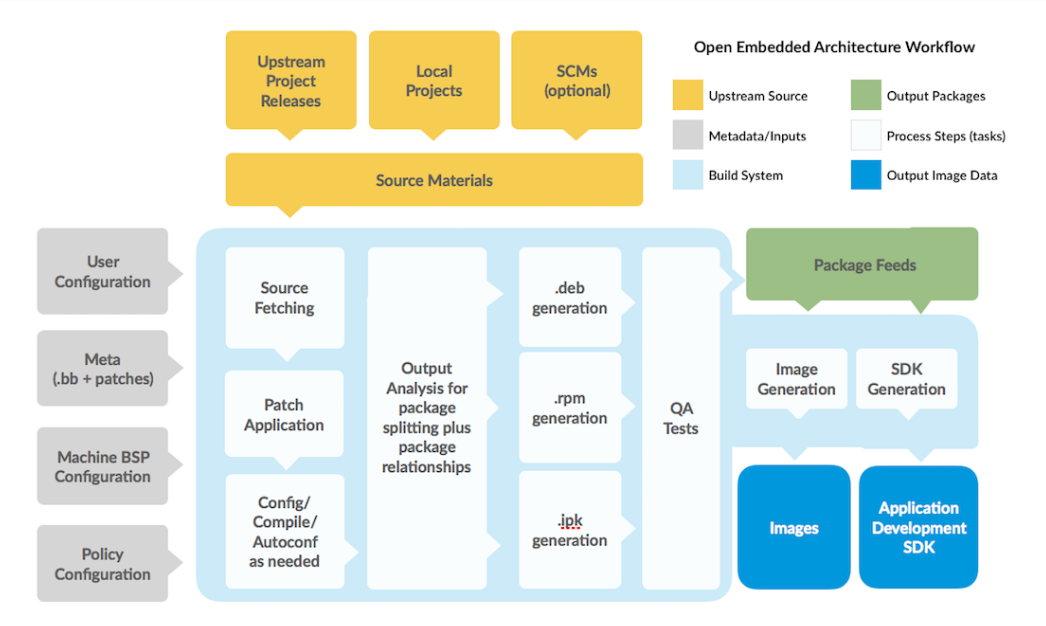 Open Embedded Architecture Workflow
Upstream
Project
Releases
Local
Projects
SCMs
(optional)
Upstream Source
Output Packages
Metadata/Inputs
Process Steps (tasks)
Build System
Output Image Data
Source Materials
User
Configuration
Meta
(.bb + patches)
Machine BSP
Configuration
Policy
Configuration
Source
Fetching
Patch
Application
Config/
Compile/
Autoconf
as needed
Output
Analysis for
package
splitting plus
package
relationships
.deb
generation
.rpm
generation
.ipk
generation
QA
Tests
Package Feeds
Image
Generation
SDK
Generation
Images
Application
Development
SDK